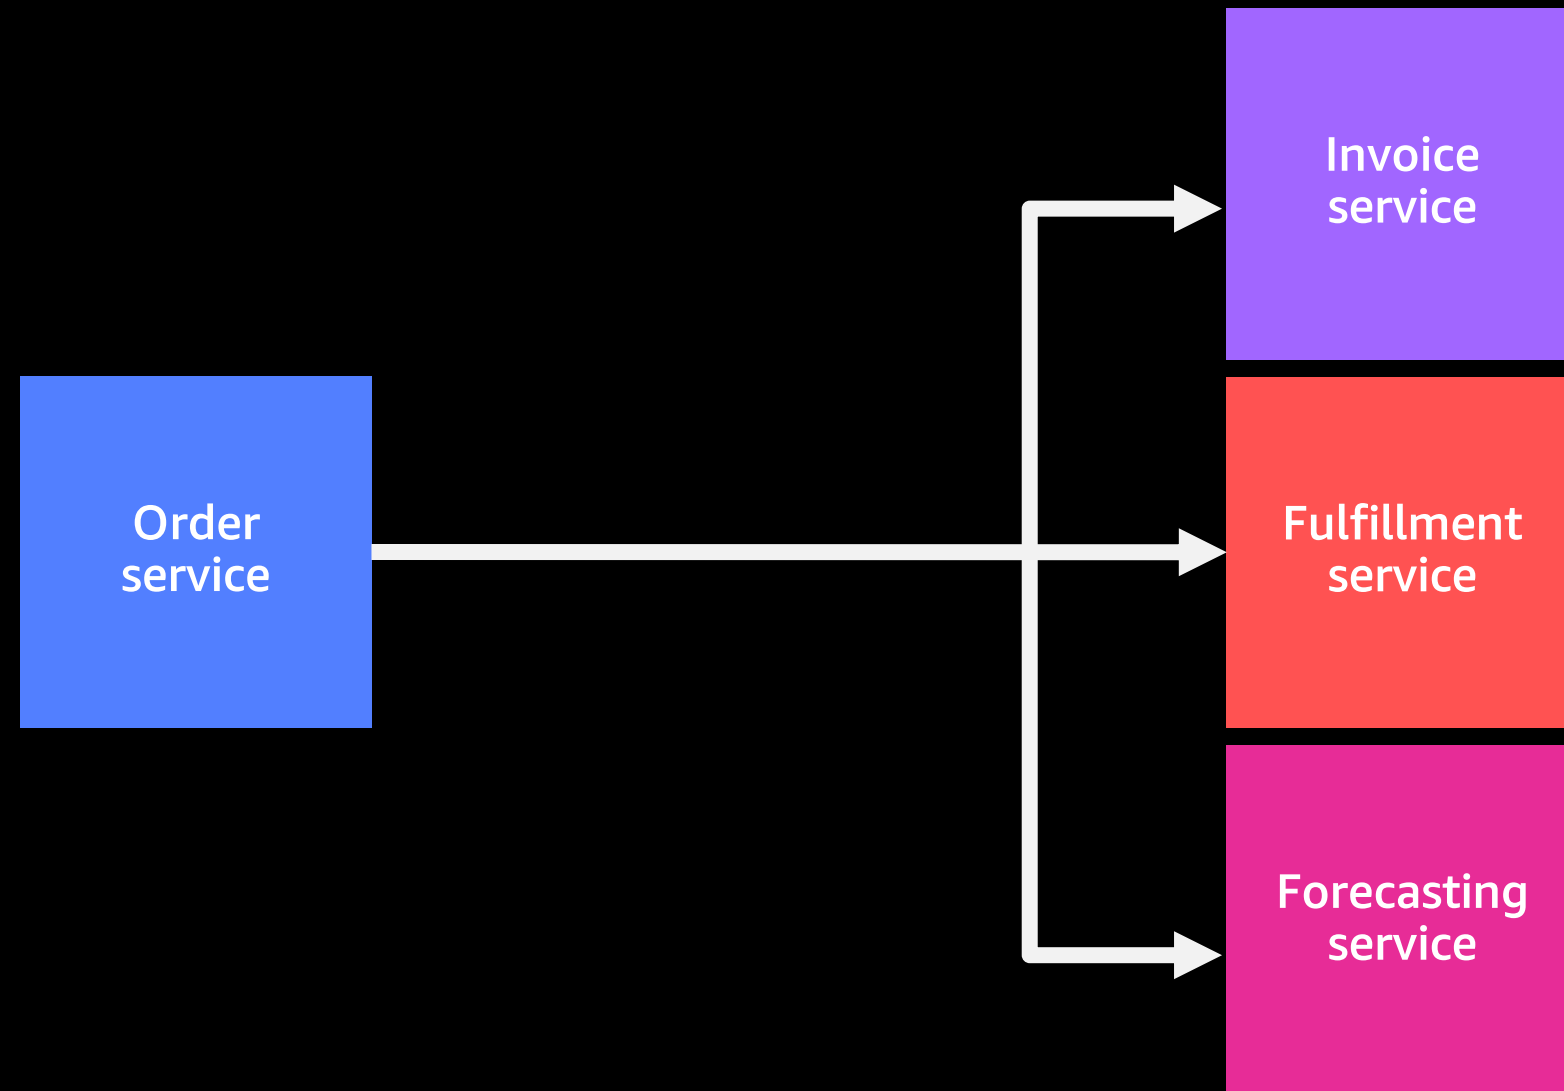 Invoice
service
Order
service
Fulfillment
service
Forecasting
service